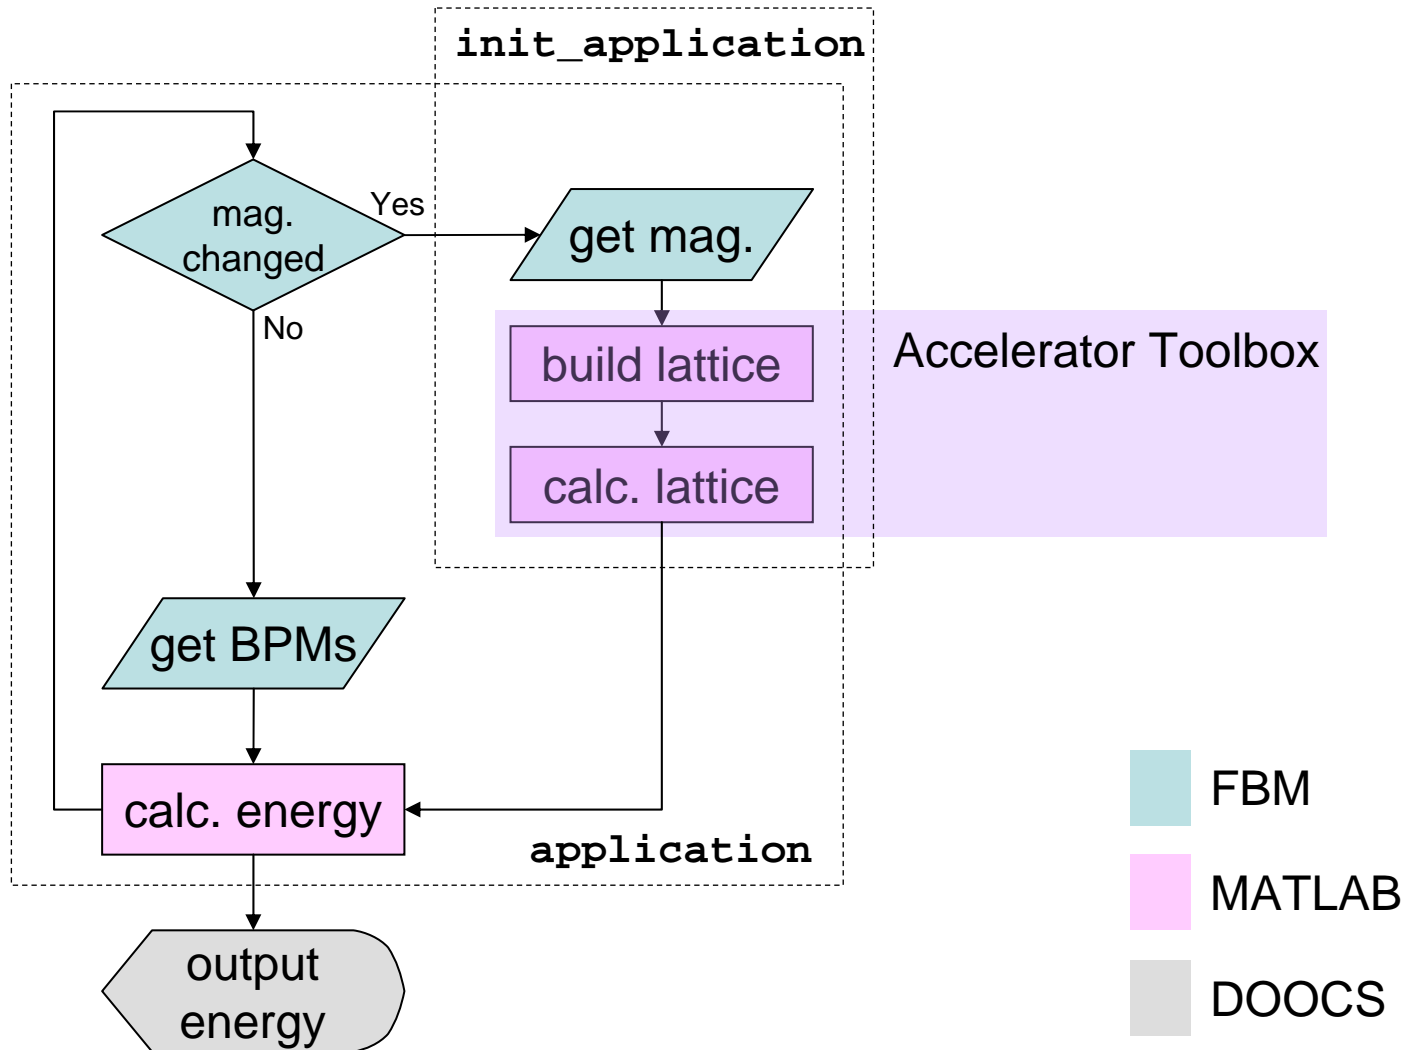 init_application
mag.
changed
Yes
get mag.
No
build lattice
Accelerator Toolbox
calc. lattice
get BPMs
calc. energy
application
output
energy
FBM
MATLAB
DOOCS